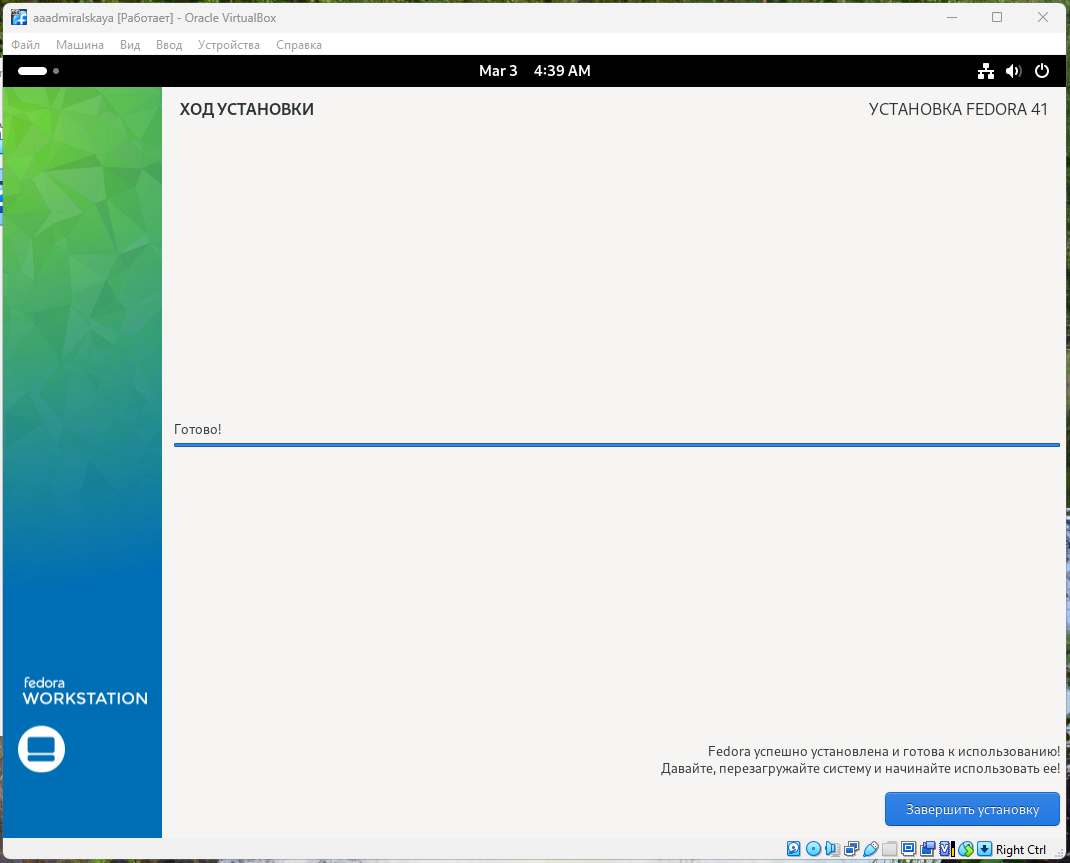 aaadmiralskaya [Работает] - Oracle VirtualBox
Файл Машина Вид Ввод Устройства Справка
Mar 3 4:39 AM
ХОД УСТАНОВКИ
УСТАНОВКА FEDORA 41
Готово!
fedora
WORKSTATION
Fedora успешно установлена и готова к использованию!
Давайте, перезагружайте систему и начинайте использовать ее!
Завершить установку
Right Ctrl